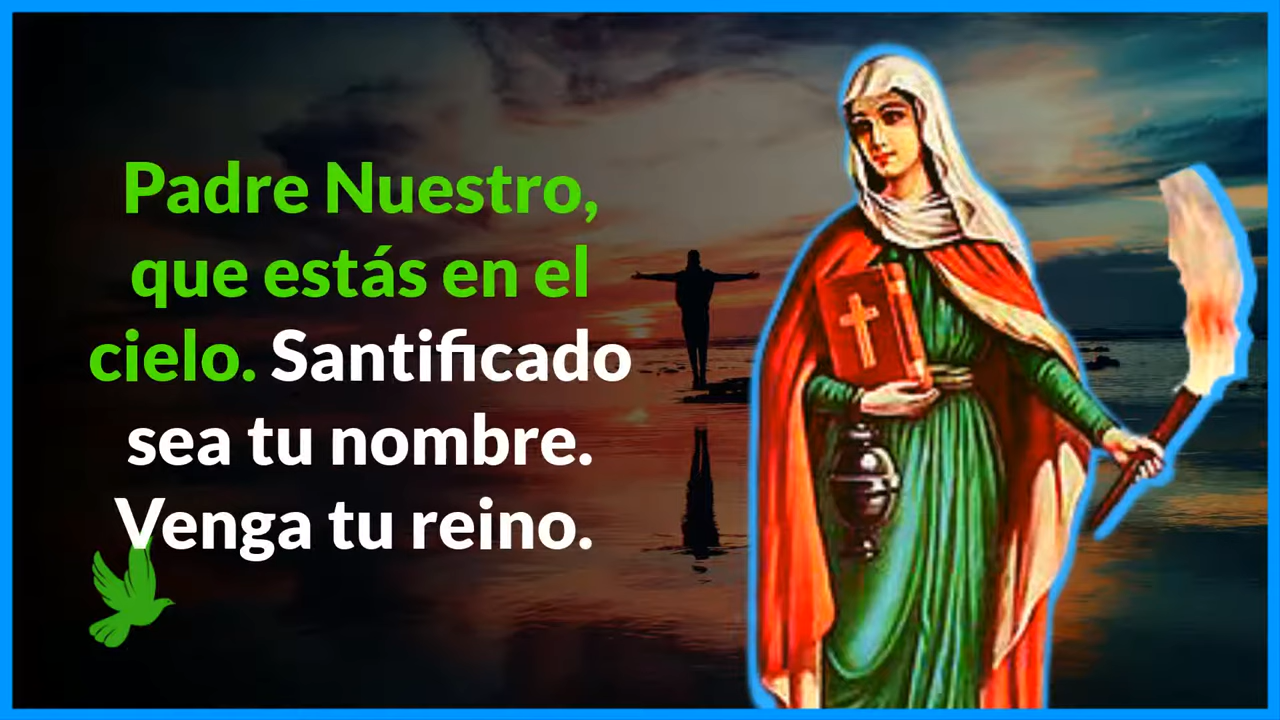 Padre Nuestro,
que estás en el
cielo. Santificado
sea tu nombre.
Venga tu reino.